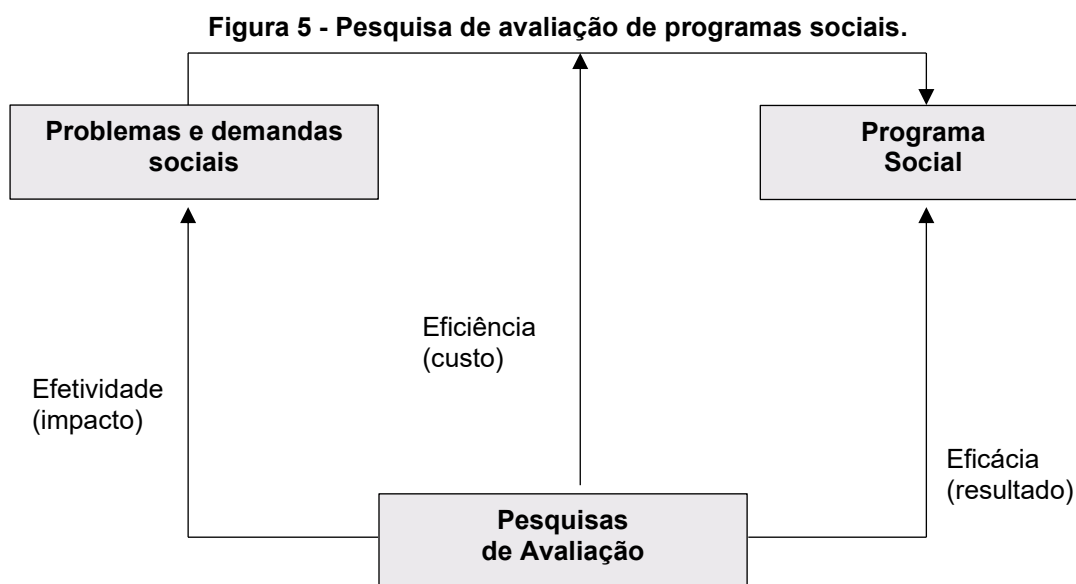 Figura 5 - Pesquisa de avaliação de programas sociais.
Problemas e demandas
sociais
Programa
Social
Eficiência
(custo)
Efetividade
(impacto)
Eficácia
(resultado)
Pesquisas
de Avaliação